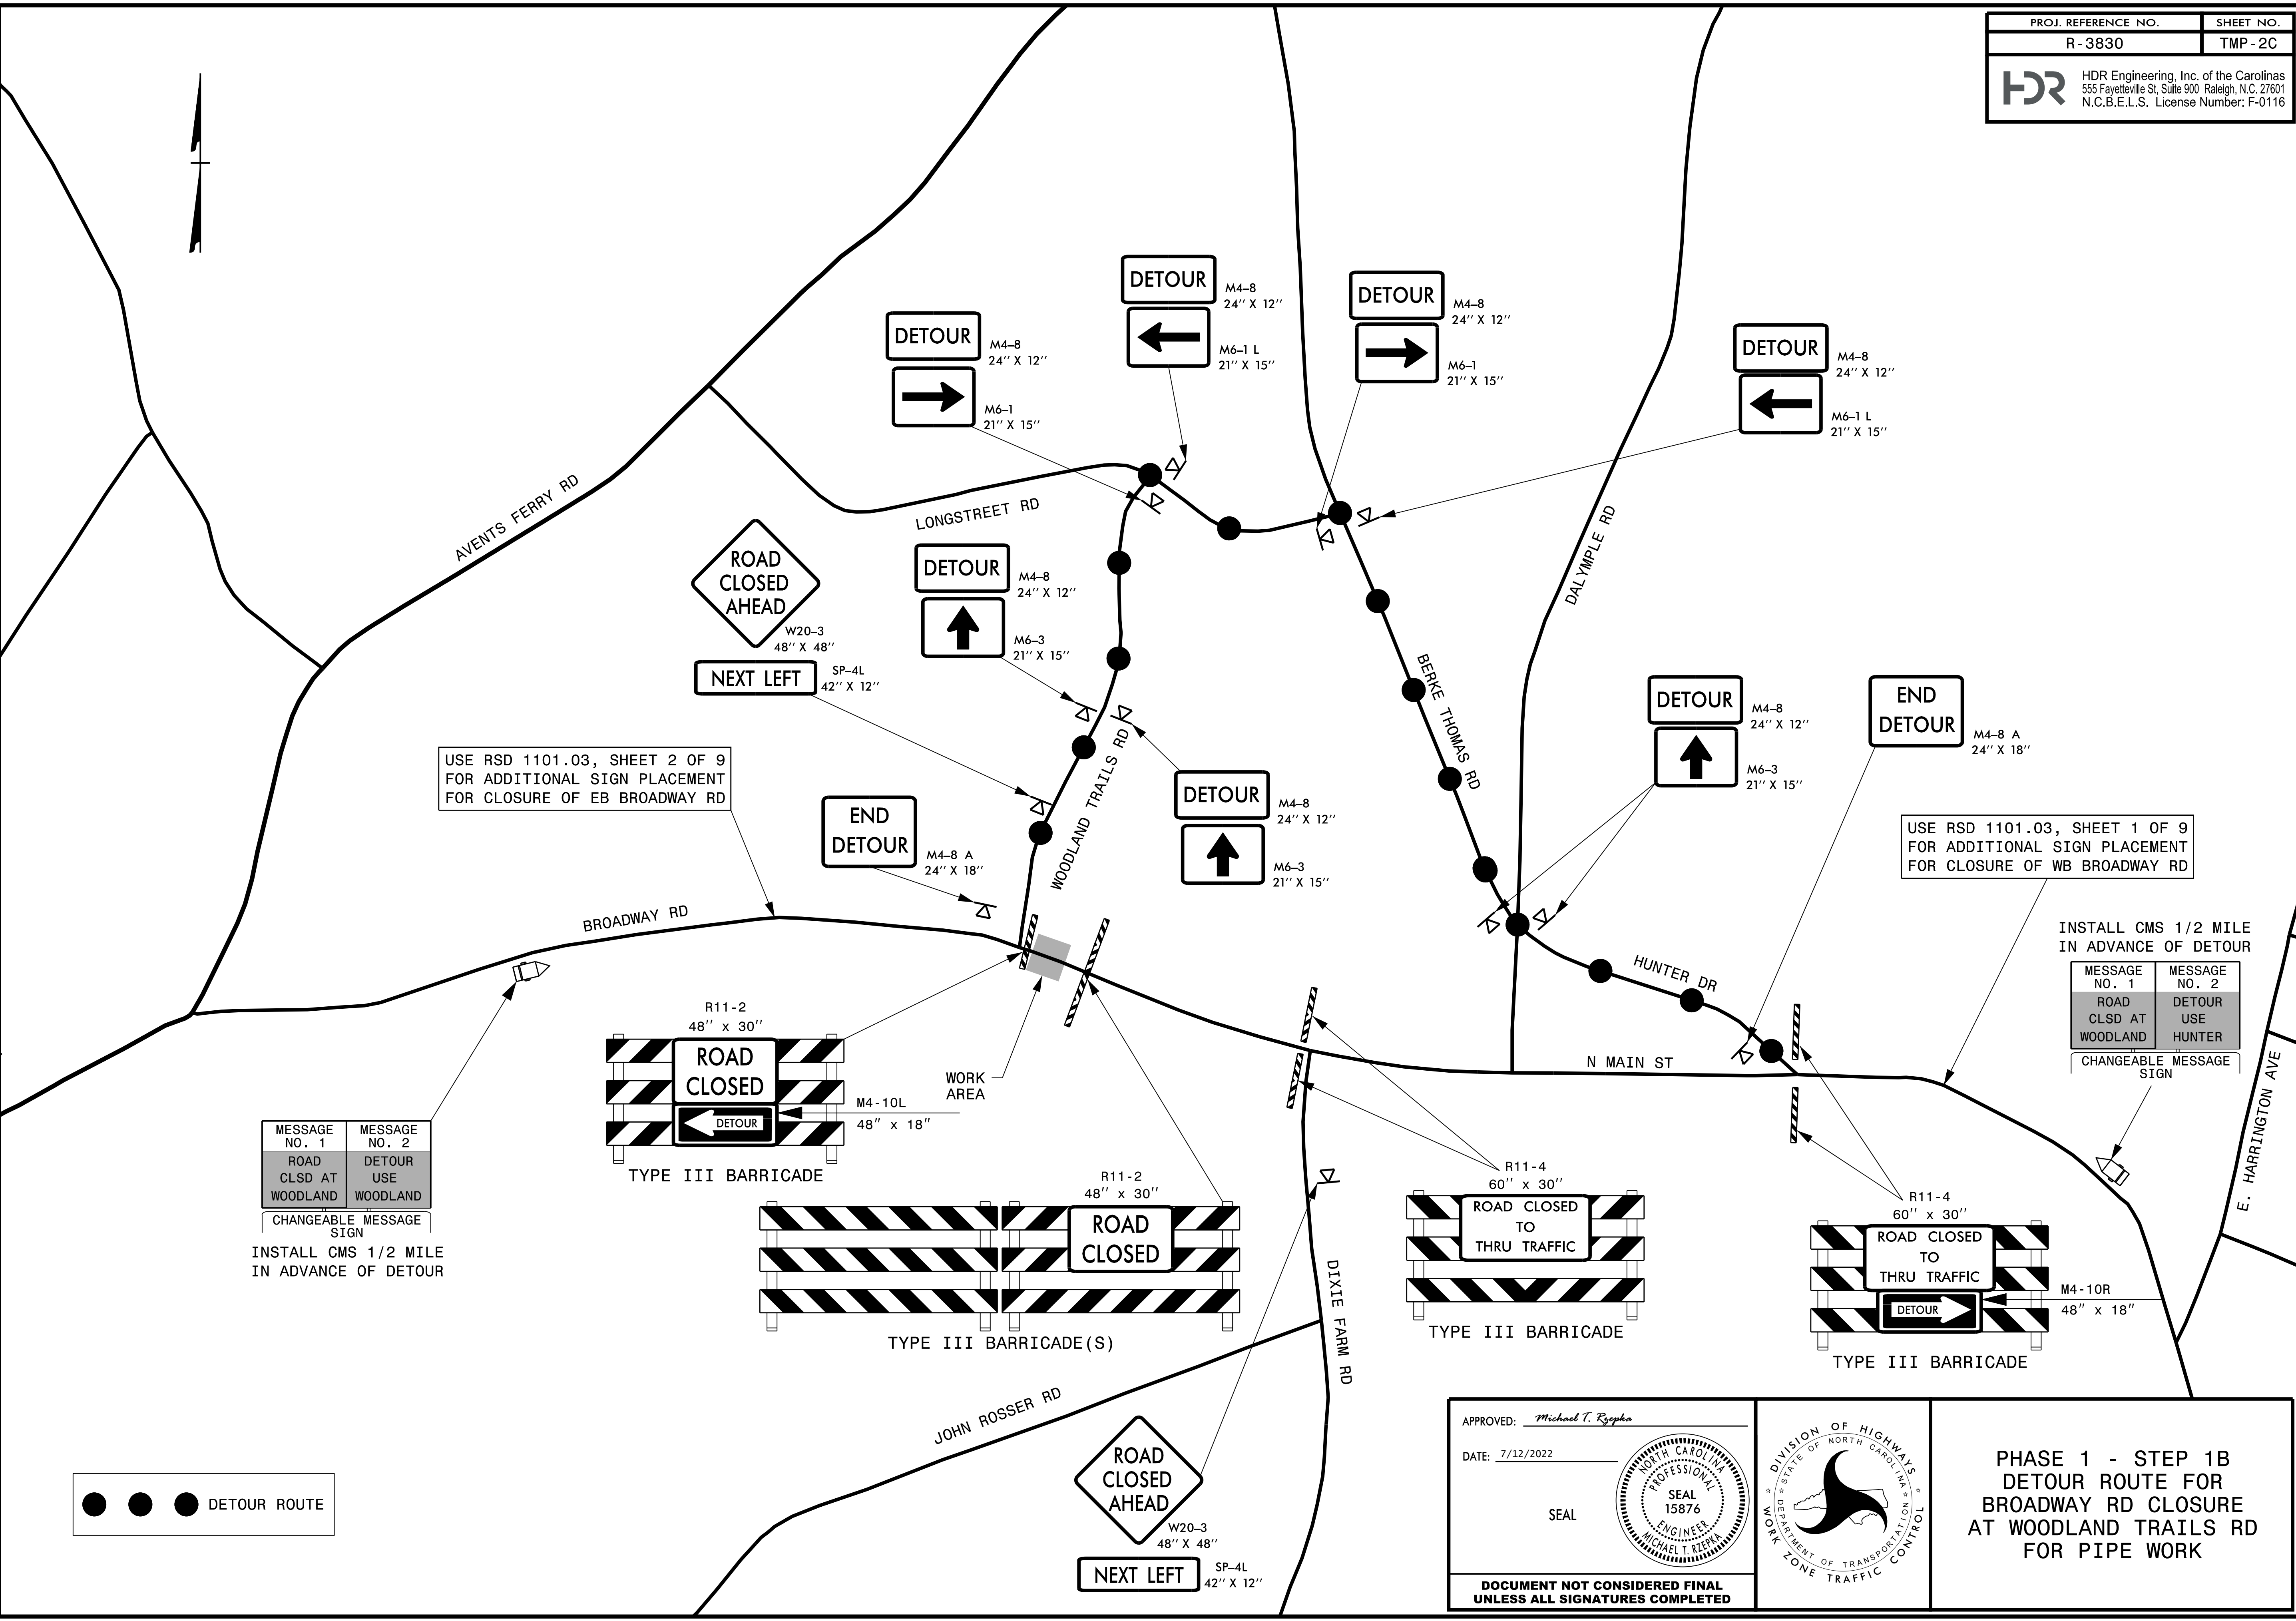 PROJ. REFERENCE NO. SHEET NO.
R-3830 TMP-2C
HDR
HDR Engineering, Inc. of the Carolinas
555 Fayetteville St, Suite 900 Raleigh, N.C. 27601
N.C.B.E.L.S. License Number: F-0116
DETOUR
M4-8
24'' X 12''
M6-1 L
21'' X 15''
DETOUR
M4-8
24'' X 12''
M6-1
21'' X 15''
DETOUR
M4-8
24'' X 12''
M6-1
21'' X 15''
DETOUR
M4-8
24'' X 12''
M6-1 L
21'' X 15''
AVENTS FERRY RD
LONGSTREET RD
DALYMPLE RD
ROAD
CLOSED
AHEAD
W20-3
48'' X 48''
NEXT LEFT
SP-4L
42'' X 12''
DETOUR
M4-8
24'' X 12''
M6-3
21'' X 15''
BERKE THOMAS RD
WOODLAND TRAILS RD
DETOUR
M4-8
24'' X 12''
M6-3
21'' X 15''
DETOUR
M4-8
24'' X 12''
M6-3
21'' X 15''
END
DETOUR
M4-8 A
24'' X 18''
USE RSD 1101.03, SHEET 2 OF 9
FOR ADDITIONAL SIGN PLACEMENT
FOR CLOSURE OF EB BROADWAY RD
END
DETOUR
M4-8 A
24'' X 18''
USE RSD 1101.03, SHEET 1 OF 9
FOR ADDITIONAL SIGN PLACEMENT
FOR CLOSURE OF WB BROADWAY RD
BROADWAY RD
HUNTER DR
N MAIN ST
INSTALL CMS 1/2 MILE
IN ADVANCE OF DETOUR
MESSAGE NO. 1 MESSAGE NO. 2
ROAD DETOUR
CLSD AT USE
WOODLAND HUNTER
CHANGEABLE MESSAGE
SIGN
E. HARRINGTON AVE
R11-2
48" x 30"
ROAD
CLOSED
DETOUR
M4-10L
48" x 18"
TYPE III BARRICADE
WORK
AREA
MESSAGE NO. 1 MESSAGE NO. 2
ROAD DETOUR
CLSD AT USE
WOODLAND WOODLAND
CHANGEABLE MESSAGE
SIGN
INSTALL CMS 1/2 MILE
IN ADVANCE OF DETOUR
R11-2
48" x 30"
ROAD
CLOSED
TYPE III BARRICADE(S)
R11-4
60" x 30"
ROAD CLOSED
TO
THRU TRAFFIC
TYPE III BARRICADE
R11-4
60" x 30"
ROAD CLOSED
TO
THRU TRAFFIC
DETOUR
M4-10R
48" x 18"
TYPE III BARRICADE
DIXIE FARM RD
JOHN ROSSER RD
ROAD
CLOSED
AHEAD
W20-3
48'' X 48''
NEXT LEFT
SP-4L
42'' X 12''
DETOUR ROUTE
APPROVED: Michael T. Rzepka
DATE: 7/12/2022
SEAL
NORTH CAROLINA
PROFESSIONAL
SEAL
15876
ENGINEER
MICHAEL T. RZEPKA
DOCUMENT NOT CONSIDERED FINAL
UNLESS ALL SIGNATURES COMPLETED
DIVISION OF HIGHWAYS
STATE OF NORTH CAROLINA
DEPARTMENT OF TRANSPORTATION
WORK ZONE TRAFFIC CONTROL
PHASE 1 - STEP 1B
DETOUR ROUTE FOR
BROADWAY RD CLOSURE
AT WOODLAND TRAILS RD
FOR PIPE WORK